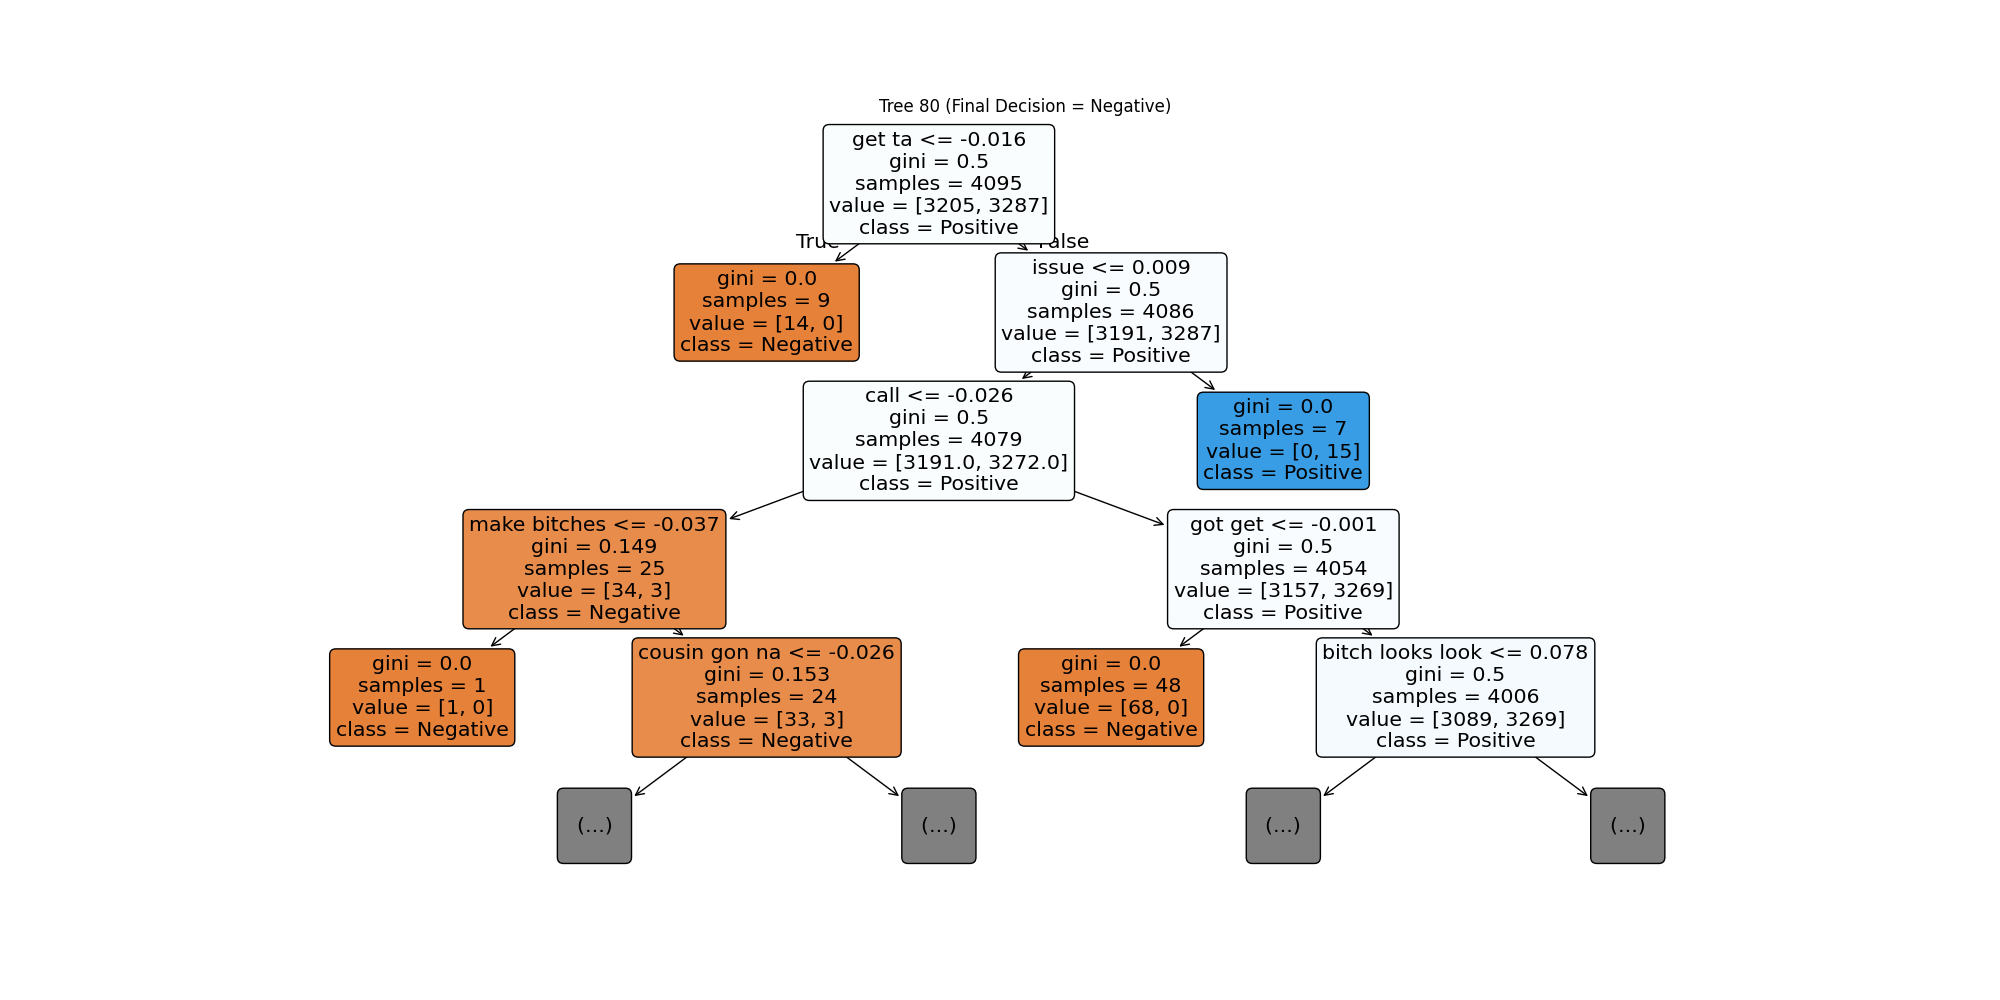 Tree 80 (Final Decision = Negative)
get ta <= -0.016
gini = 0.5
samples = 4095
value = [3205, 3287]
class = Positive
True
False
gini = 0.0
samples = 9
value = [14, 0]
class = Negative
issue <= 0.009
gini = 0.5
samples = 4086
value = [3191, 3287]
class = Positive
call <= -0.026
gini = 0.5
samples = 4079
value = [3191.0, 3272.0]
class = Positive
gini = 0.0
samples = 7
value = [0, 15]
class = Positive
make bitches <= -0.037
gini = 0.149
samples = 25
value = [34, 3]
class = Negative
got get <= -0.001
gini = 0.5
samples = 4054
value = [3157, 3269]
class = Positive
gini = 0.0
samples = 1
value = [1, 0]
class = Negative
cousin gon na <= -0.026
gini = 0.153
samples = 24
value = [33, 3]
class = Negative
gini = 0.0
samples = 48
value = [68, 0]
class = Negative
bitch looks look <= 0.078
gini = 0.5
samples = 4006
value = [3089, 3269]
class = Positive
(...)
(...)
(...)
(...)